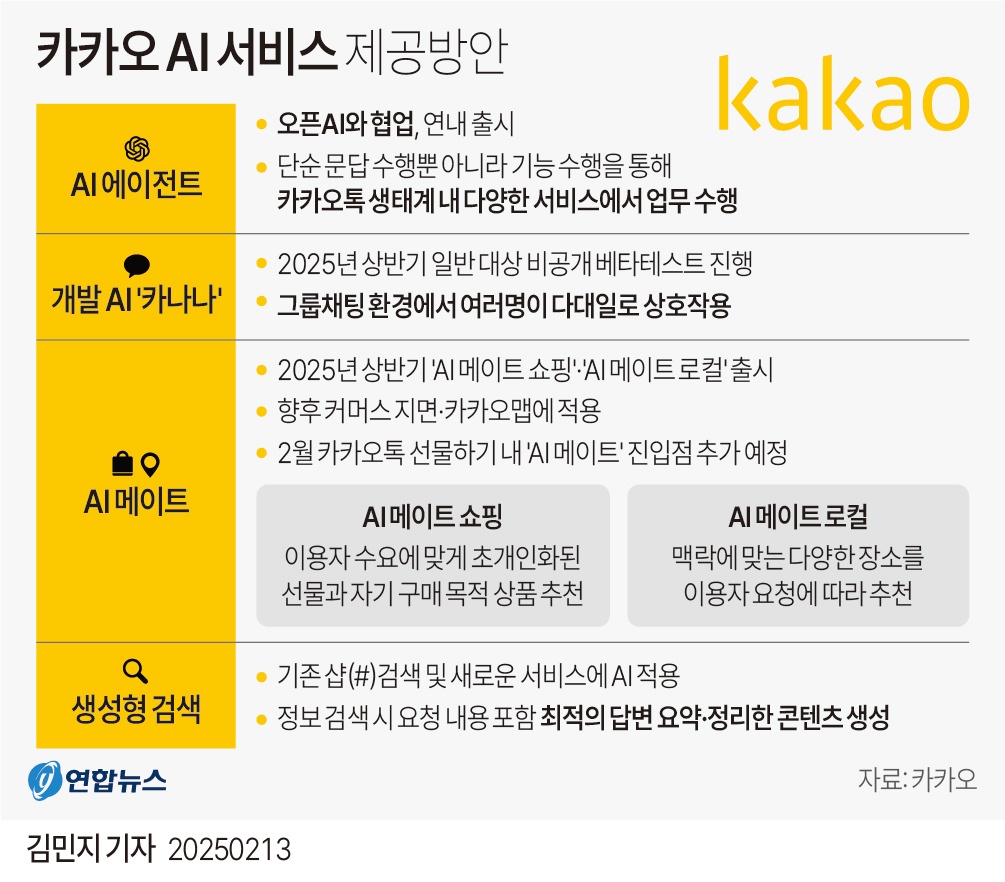 카카오 AI 서비스 제공방안
kakao
AI 에이전트
• 오픈AI와 협업, 연내 출시
• 단순 문답 수행뿐 아니라 기능 수행을 통해
카카오톡 생태계 내 다양한 서비스에서 업무 수행
개발 AI '카나나'
• 2025년 상반기 일반 대상 비공개 베타테스트 진행
• 그룹채팅 환경에서 여러명이 다대일로 상호작용
AI 메이트
• 2025년 상반기 'AI 메이트 쇼핑'·'AI 메이트 로컬' 출시
• 향후 커머스 지면·카카오맵에 적용
• 2월 카카오톡 선물하기 내 'AI 메이트' 진입점 추가 예정
AI 메이트 쇼핑
이용자 수요에 맞게 초개인화된
선물과 자기 구매 목적 상품 추천
AI 메이트 로컬
맥락에 맞는 다양한 장소를
이용자 요청에 따라 추천
생성형 검색
• 기존 샵(#)검색 및 새로운 서비스에 AI 적용
• 정보 검색 시 요청 내용 포함 최적의 답변 요약·정리한 콘텐츠 생성
연합뉴스
자료: 카카오
김민지 기자 20250213